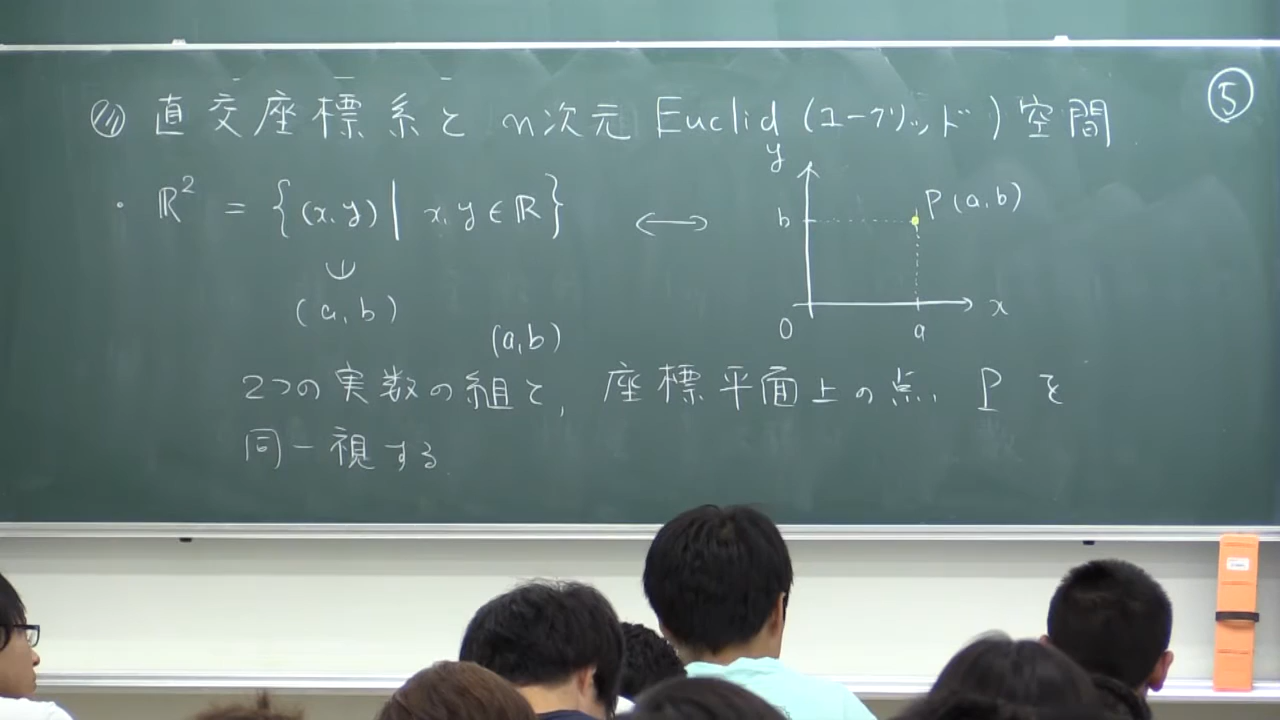 直交座標系と n次元 Euclid (ユークリッド) 空間
⑤
・ ℝ² = {(x,y) | x,y ∈ ℝ} ⟷
y
b
P(a,b)
O
a
x
∪
(a,b)
(a,b)
2つの実数の組と, 座標平面上の点 P を
同一視する